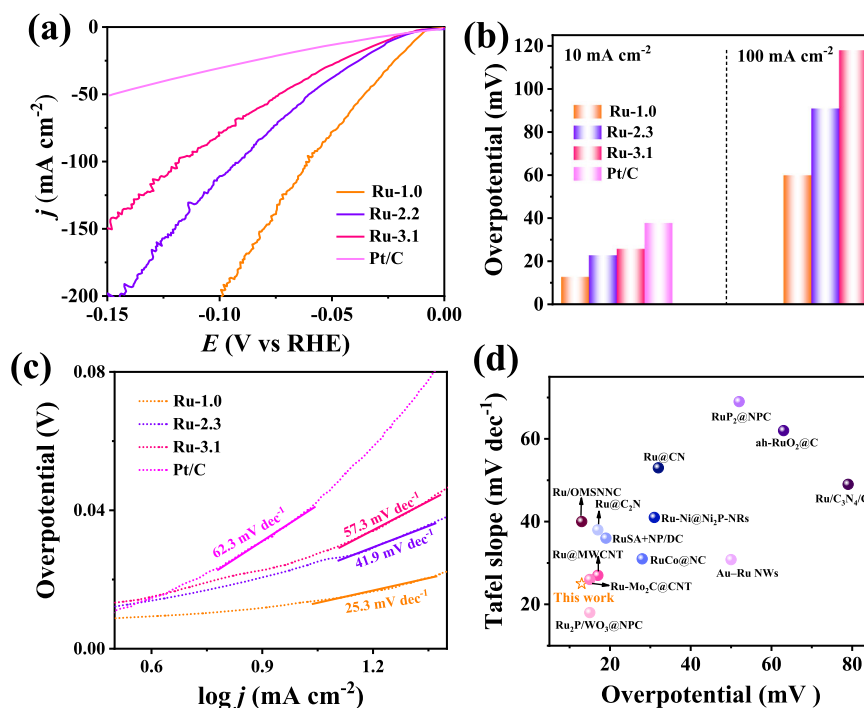 (a)
j (mA cm-2)
0
-50
-100
-150
-200
-0.15
-0.10
-0.05
0.00
E (V vs RHE)
Ru-1.0
Ru-2.2
Ru-3.1
Pt/C
(b)
Overpotential (mV)
120
100
80
60
40
20
0
10 mA cm-2
100 mA cm-2
Ru-1.0
Ru-2.3
Ru-3.1
Pt/C
(c)
Overpotential (V)
0.08
0.04
0.00
0.6
0.9
1.2
log j (mA cm-2)
Ru-1.0
Ru-2.3
Ru-3.1
Pt/C
62.3 mV dec-1
57.3 mV dec-1
41.9 mV dec-1
25.3 mV dec-1
(d)
Tafel slope (mV dec-1)
60
40
20
20
40
60
80
Overpotential (mV )
RuP2@NPC
ah-RuO2@C
Ru@CN
Ru/C3N4/
Ru/OMSNNC
Ru@C2N
Ru-Ni@Ni2P-NRs
RuSA+NP/DC
Ru@MWCNT
RuCo@NC
Au–Ru NWs
Ru-Mo2C@CNT
This work
Ru2P/WO3@NPC